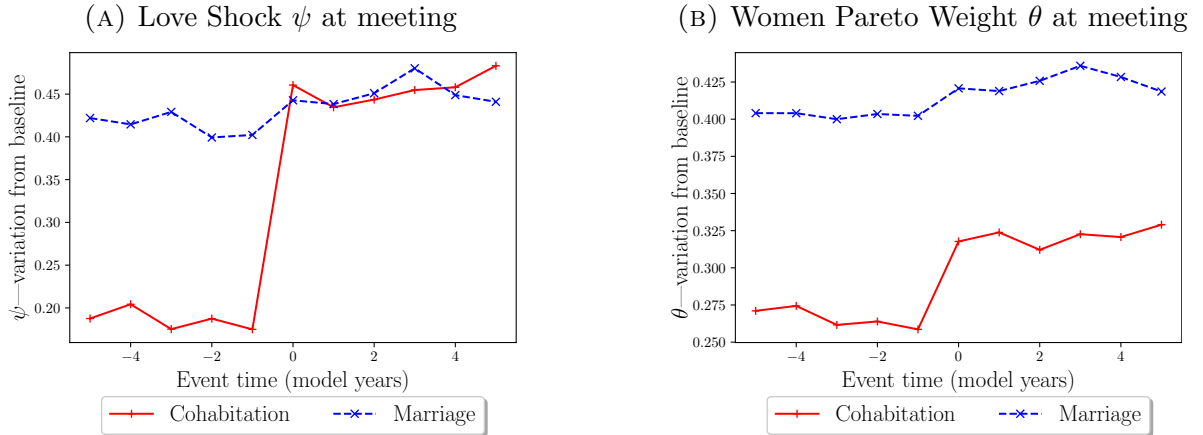 (A) Love Shock ψ at meeting
ψ—variation from baseline
0.45
0.40
0.35
0.30
0.25
0.20
−4
−2
0
2
4
Event time (model years)
Cohabitation
Marriage
(B) Women Pareto Weight θ at meeting
θ—variation from baseline
0.425
0.400
0.375
0.350
0.325
0.300
0.275
0.250
−4
−2
0
2
4
Event time (model years)
Cohabitation
Marriage